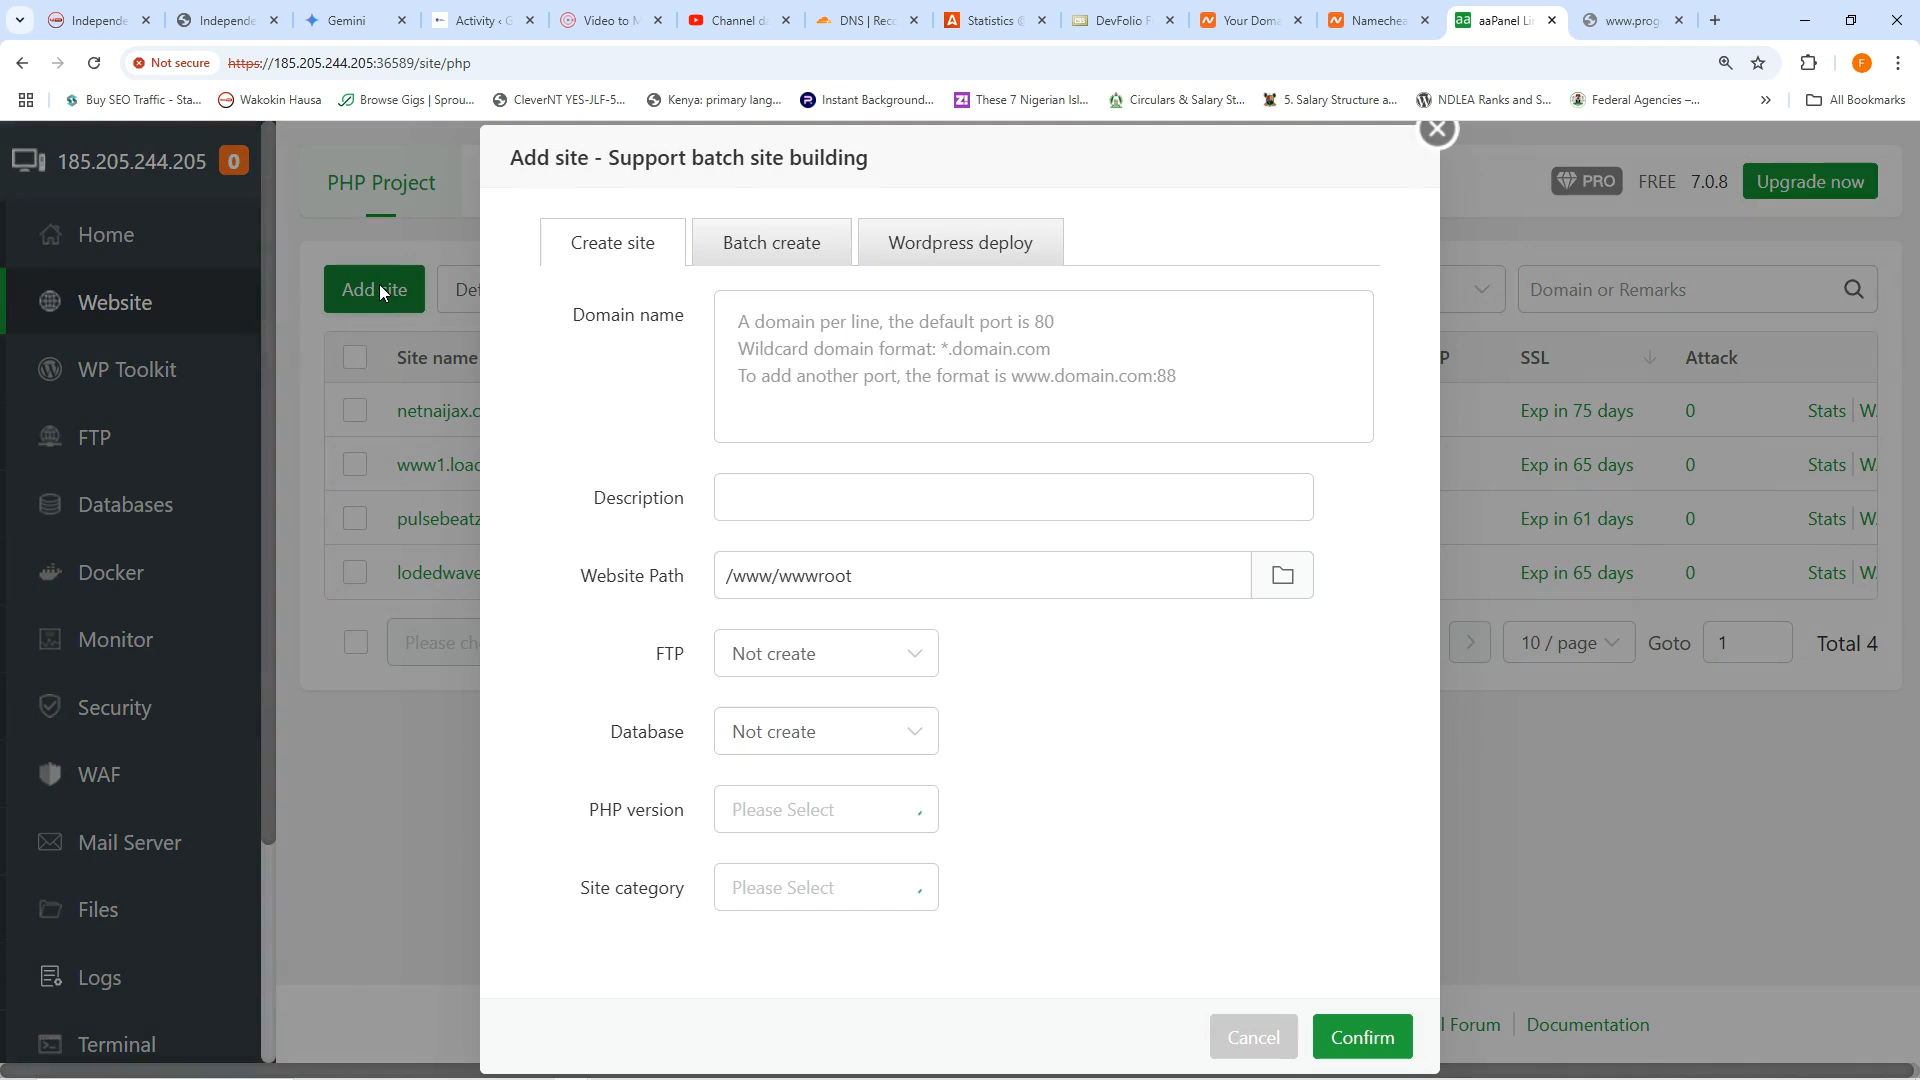 Independe
Independe
Gemini
Activity ‹ G
Video to M
Channel da
DNS | Reco
Statistics
DevFolio F
Your Doma
Namechea
aaPanel Li
www.prog
Not secure
https://185.205.244.205:36589/site/php
F
Buy SEO Traffic - Sta...
Wakokin Hausa
Browse Gigs | Sprou...
CleverNT YES-JLF-5...
Kenya: primary lang...
Instant Background...
These 7 Nigerian Isl...
Circulars & Salary St...
5. Salary Structure a...
NDLEA Ranks and S...
Federal Agencies –...
All Bookmarks
185.205.244.205 0
Home
Website
WP Toolkit
FTP
Databases
Docker
Monitor
Security
WAF
Mail Server
Files
Logs
Terminal
PHP Project
PRO FREE 7.0.8 Upgrade now
Add site
Domain or Remarks
Site name
SSL
Attack
netnaijax.c
Exp in 75 days 0 Stats W
www1.load
Exp in 65 days 0 Stats W
pulsebeatz
Exp in 61 days 0 Stats W
lodedwave
Exp in 65 days 0 Stats W
Please ch
10 / page Goto 1 Total 4
Forum Documentation
Add site - Support batch site building
Create site
Batch create
Wordpress deploy
Domain name
A domain per line, the default port is 80
Wildcard domain format: *.domain.com
To add another port, the format is www.domain.com:88
Description
Website Path /www/wwwroot
FTP Not create
Database Not create
PHP version Please Select
Site category Please Select
Cancel Confirm